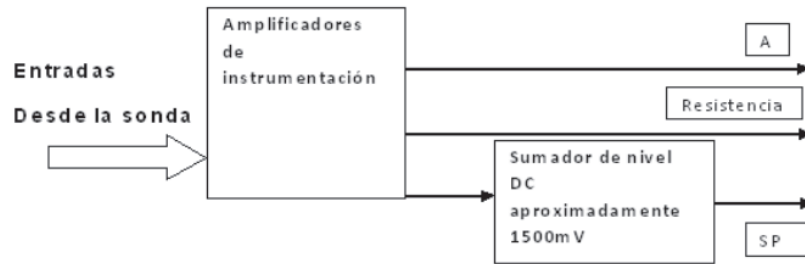 Entradas
Desde la sonda
Amplificadores
de
instrumentación
A
Resistencia
Sumador de nivel
DC
aproximadamente
1500mV
SP